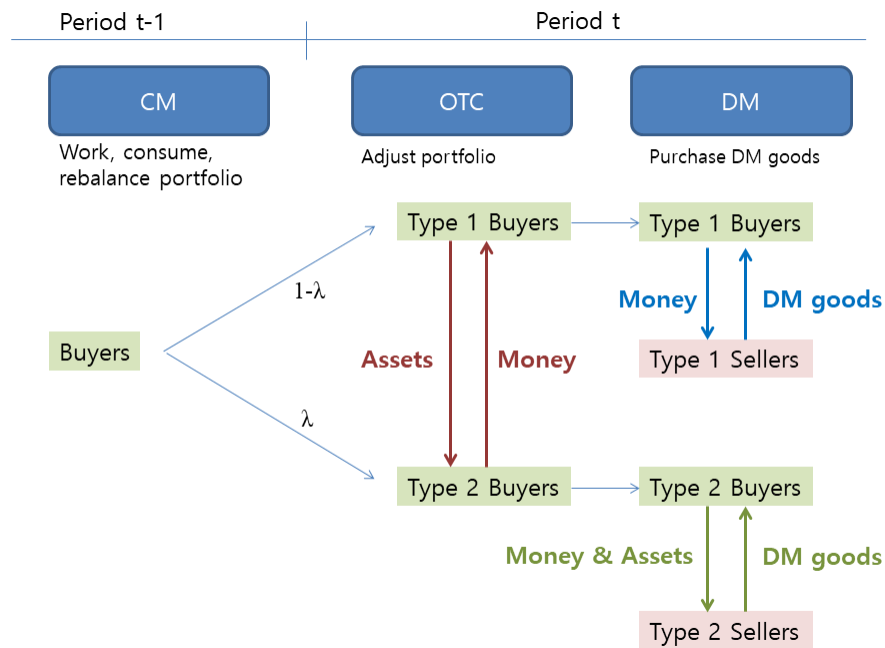 Period t-1
Period t
CM
OTC
DM
Work, consume,
rebalance portfolio
Adjust portfolio
Purchase DM goods
Type 1 Buyers
Type 1 Buyers
1-λ
Money
DM goods
Buyers
Assets
Money
Type 1 Sellers
λ
Type 2 Buyers
Type 2 Buyers
Money & Assets
DM goods
Type 2 Sellers